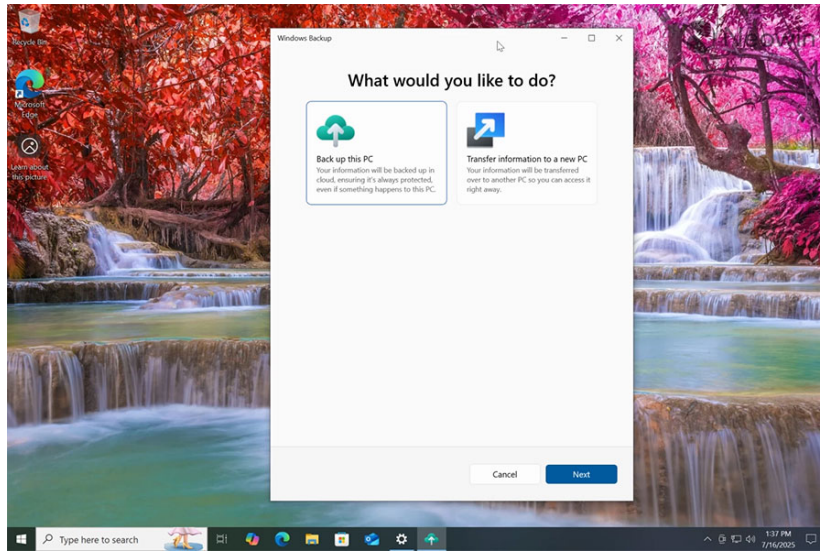 Recycle Bin
Microsoft
Edge
Learn about
this picture
Neowin
Windows Backup
What would you like to do?
Back up this PC
Your information will be backed up in
cloud, ensuring it's always protected,
even if something happens to this PC.
Transfer information to a new PC
Your information will be transferred
over to another PC so you can access it
right away.
Cancel
Next
Type here to search
1:37 PM
7/16/2025